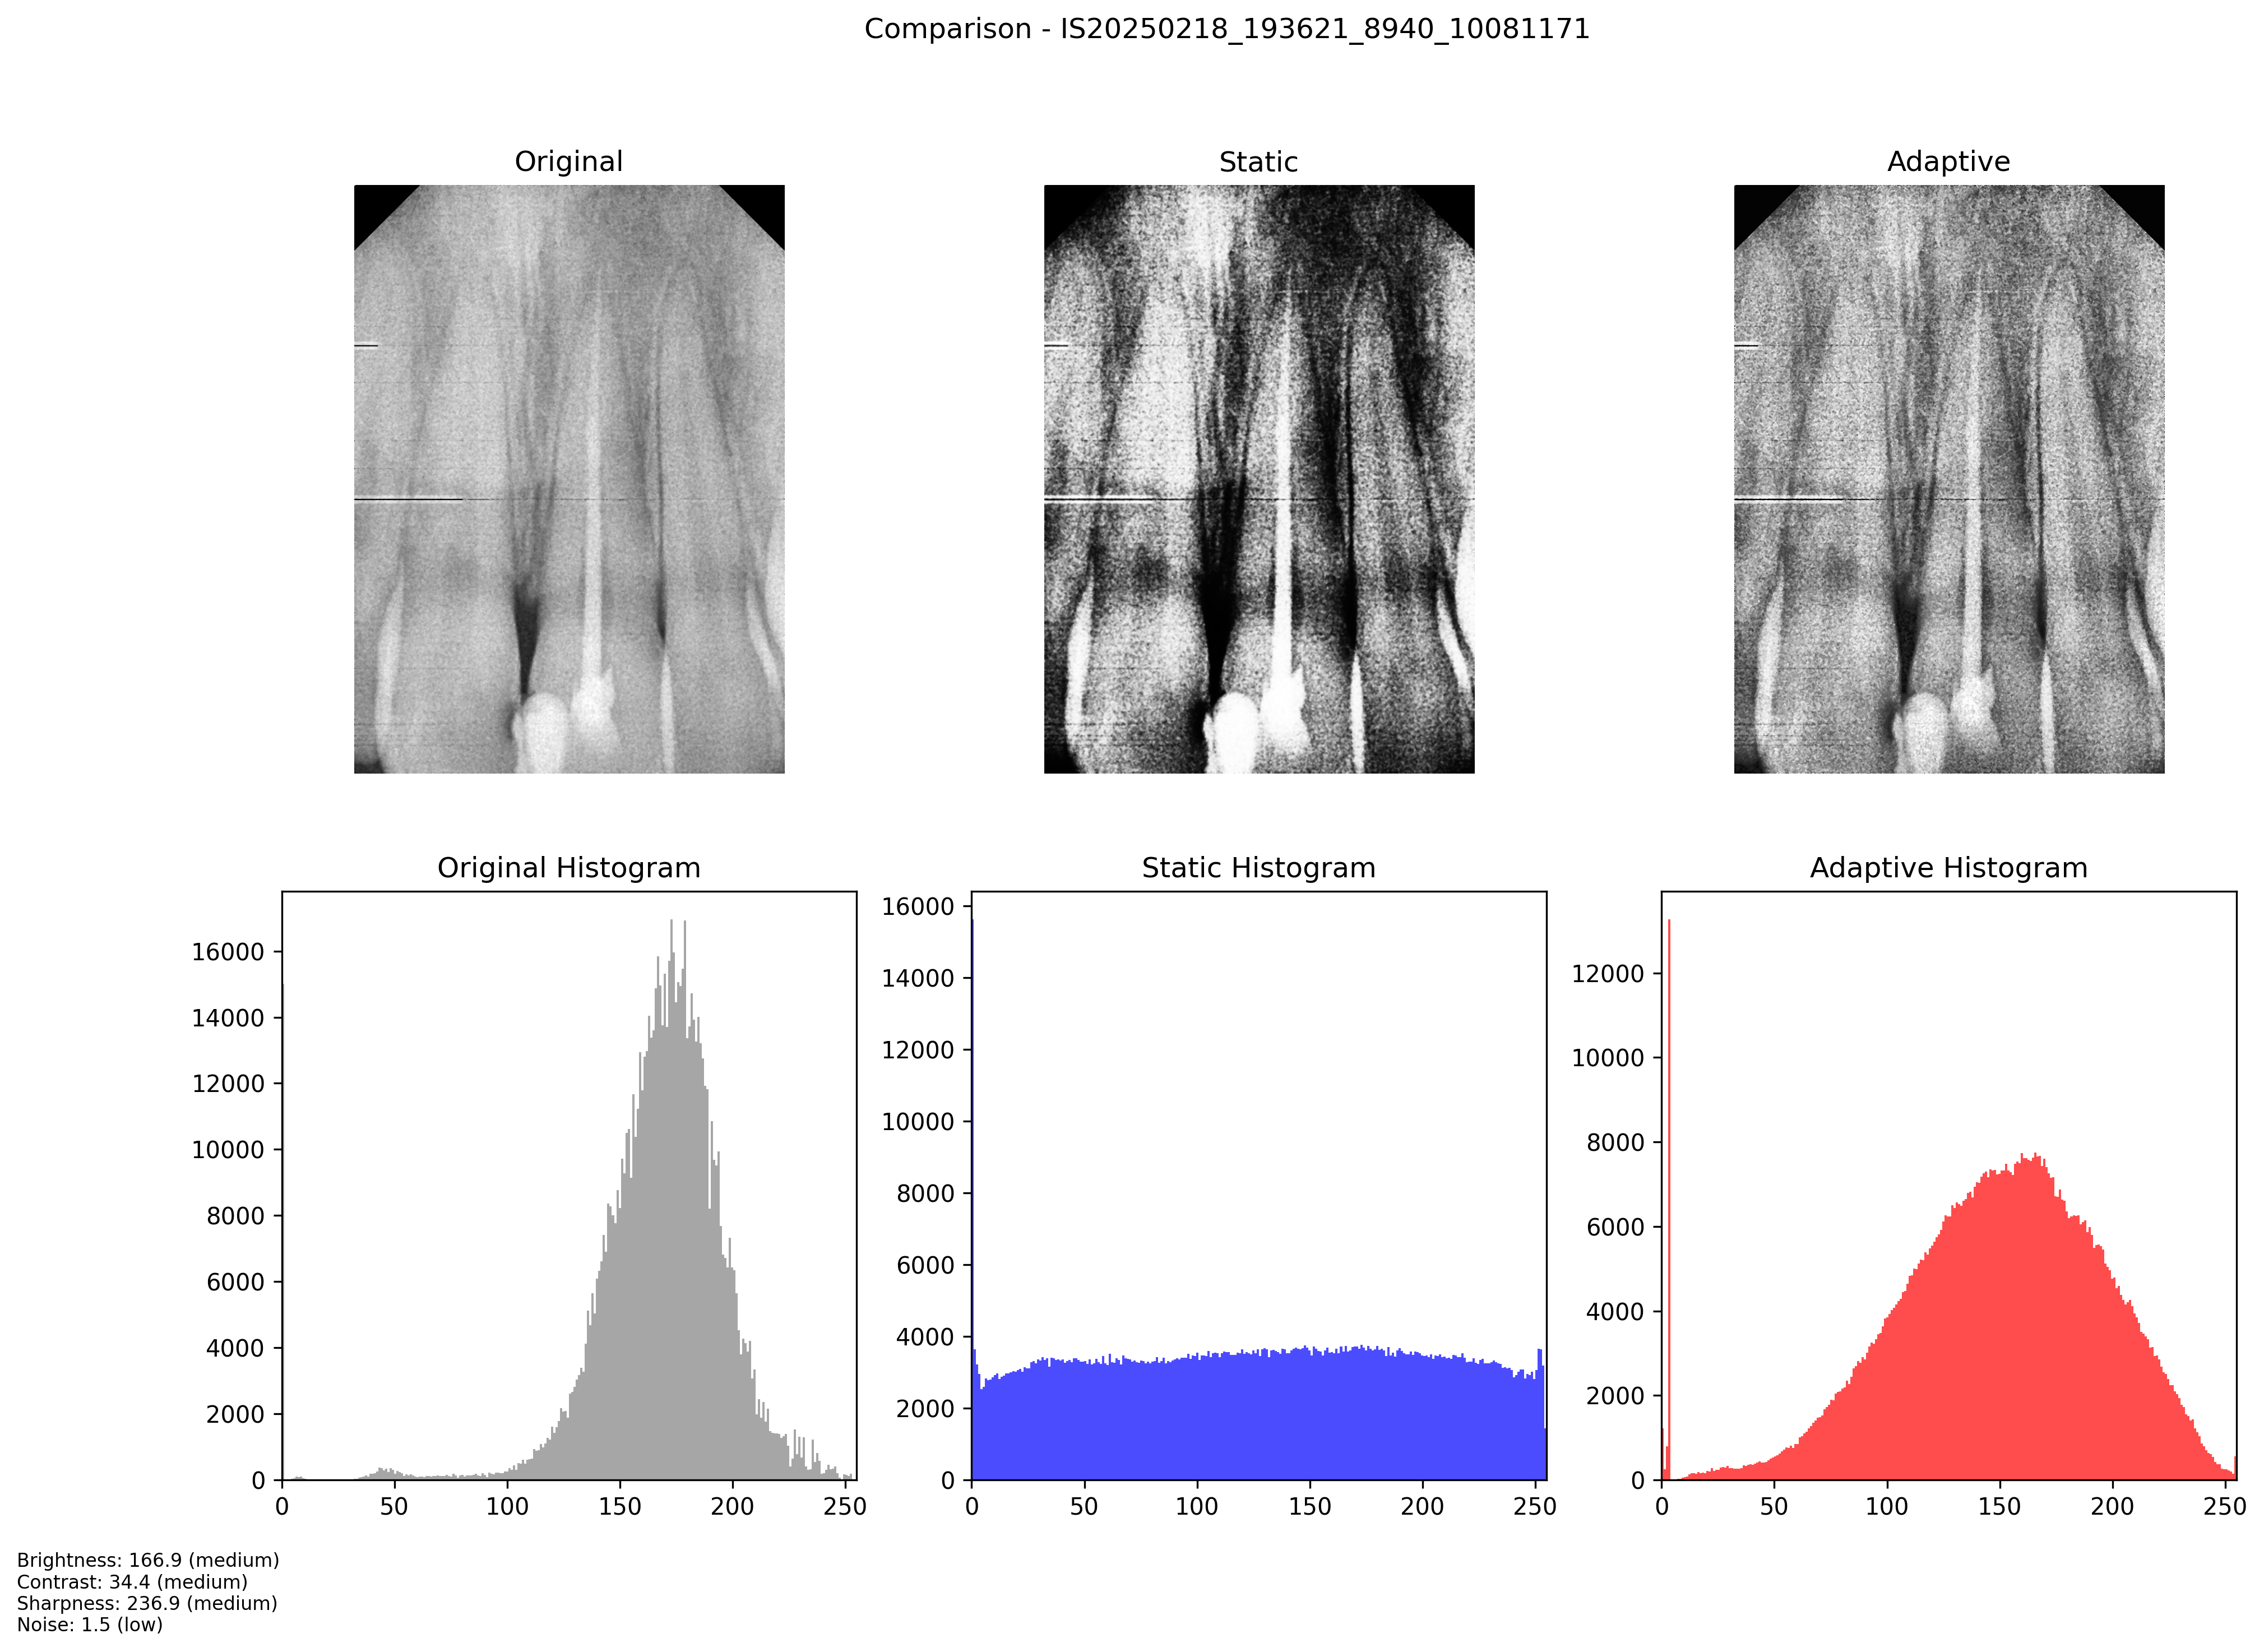 Comparison - IS20250218_193621_8940_10081171
Original
Static
Adaptive
Original Histogram
Static Histogram
Adaptive Histogram
16000
14000
12000
10000
8000
6000
4000
2000
0
0 50 100 150 200 250
16000
14000
12000
10000
8000
6000
4000
2000
0
0 50 100 150 200 250
12000
10000
8000
6000
4000
2000
0
0 50 100 150 200 250
Brightness: 166.9 (medium)
Contrast: 34.4 (medium)
Sharpness: 236.9 (medium)
Noise: 1.5 (low)